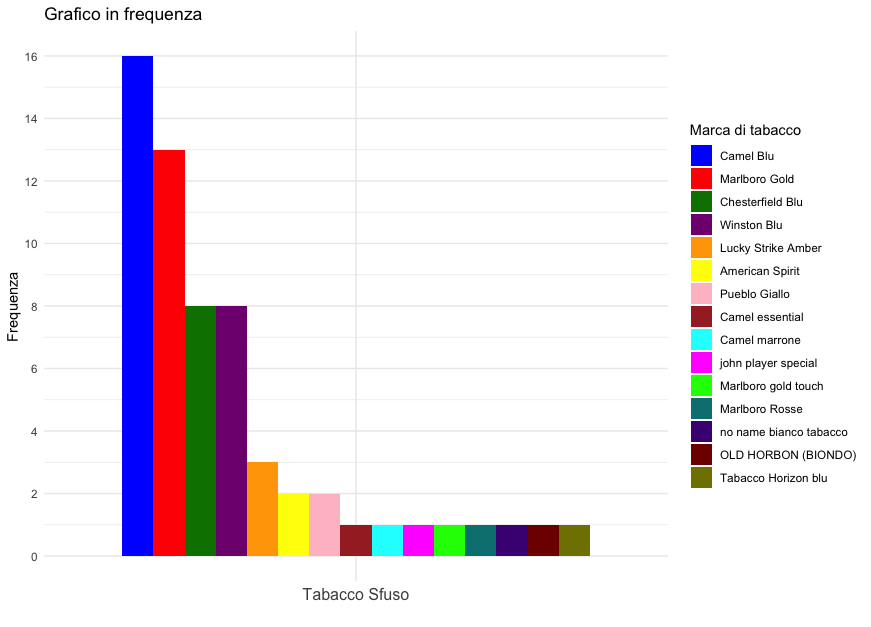 Grafico in frequenza
16
14
12
10
8
6
4
2
0
Frequenza
Tabacco Sfuso
Marca di tabacco
Camel Blu
Marlboro Gold
Chesterfield Blu
Winston Blu
Lucky Strike Amber
American Spirit
Pueblo Giallo
Camel essential
Camel marrone
john player special
Marlboro gold touch
Marlboro Rosse
no name bianco tabacco
OLD HORBON (BIONDO)
Tabacco Horizon blu